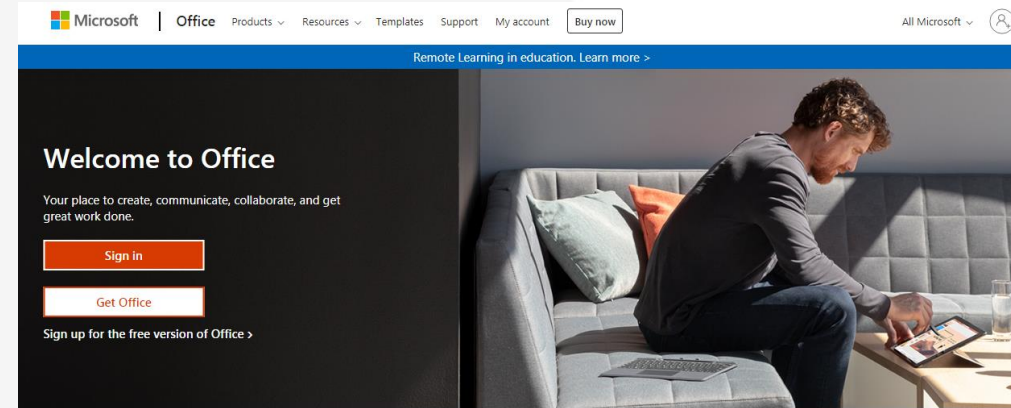 Microsoft Office Products Resources Templates Support My account Buy now All Microsoft
Remote Learning in education. Learn more >
Welcome to Office
Your place to create, communicate, collaborate, and get
great work done.
Sign in
Get Office
Sign up for the free version of Office >